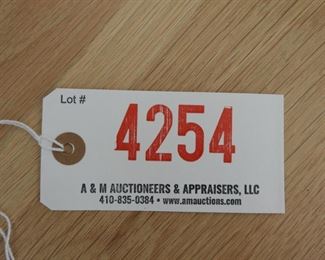 Lot #
4254
A & M AUCTIONEERS & APPRAISERS, LLC
410-835-0384 • www.amauctions.com